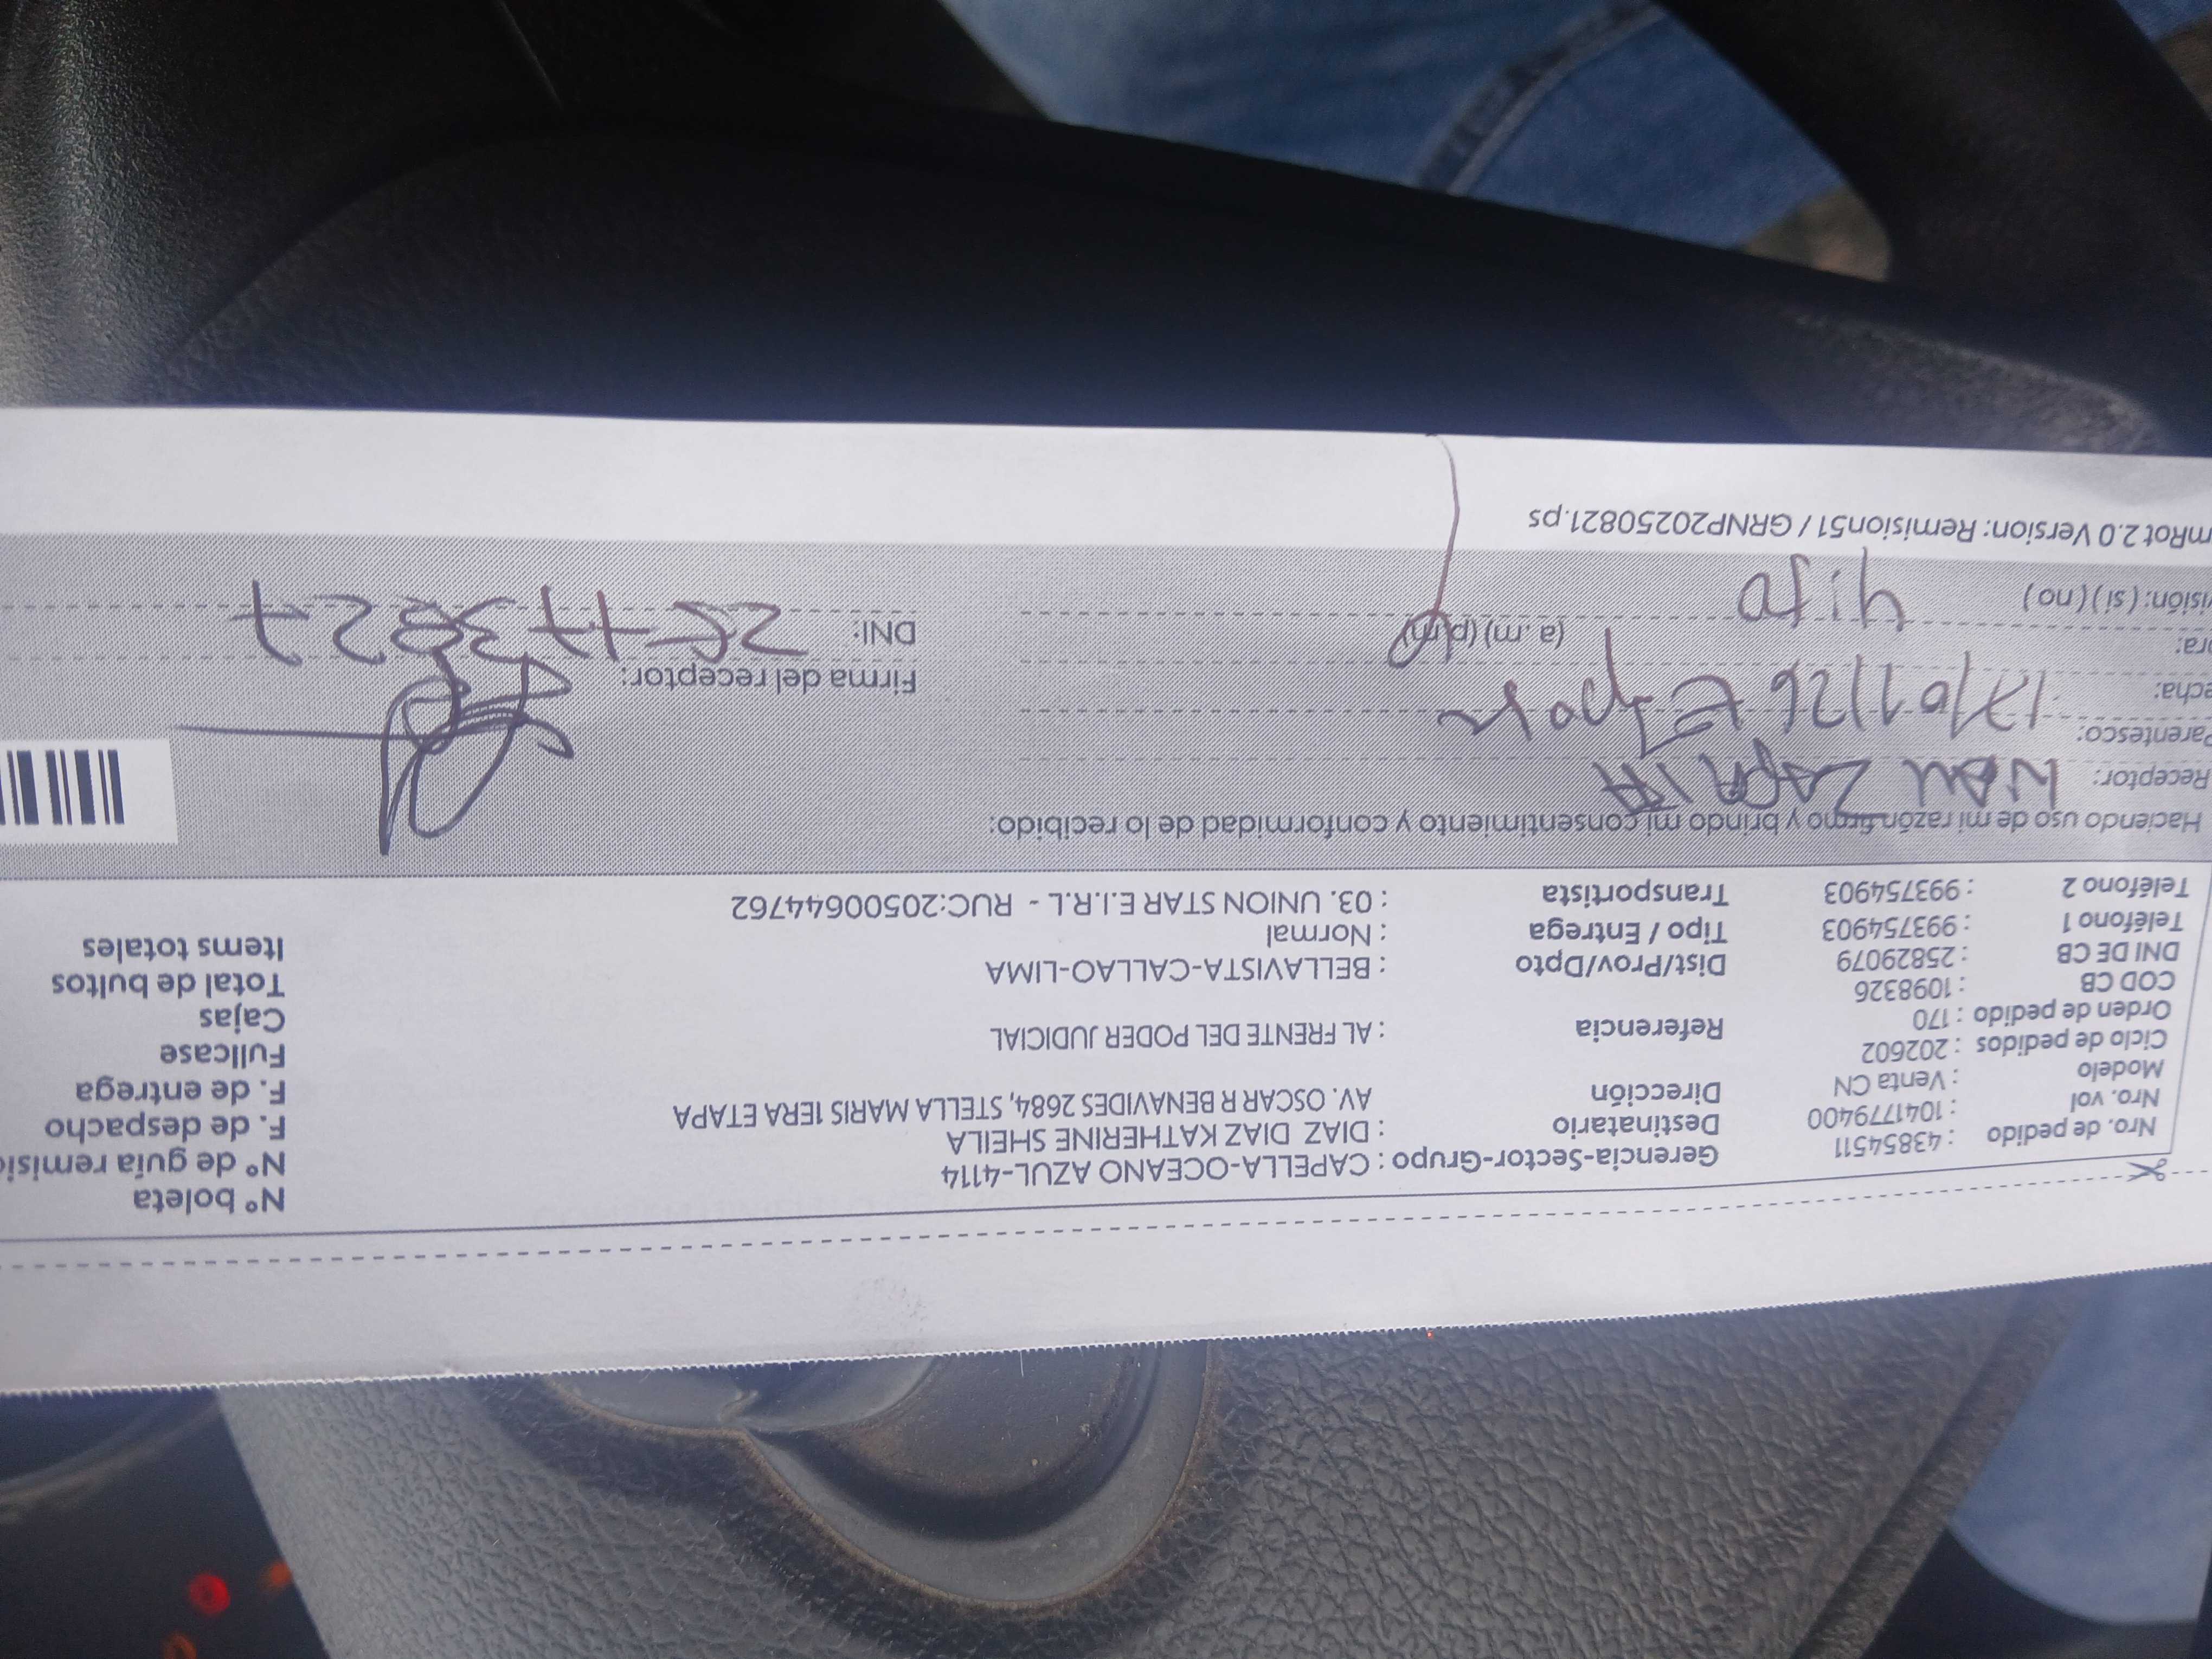 Nº boleta
Nro. de pedido : 43854511 Gerencia-Sector-Grupo : CAPELLA-OCEANO AZUL-4114 Nº de guía remisi
Nro. vol : 1041779400 Destinatario : DIAZ DIAZ KATHERINE SHEILA F. de despacho
Modelo : Venta CN Dirección AV. OSCAR R BENAVIDES 2684, STELLA MARIS 1ERA ETAPA F. de entrega
Ciclo de pedidos : 202602 Fullcase
Orden de pedido : 170 Referencia : AL FRENTE DEL PODER JUDICIAL Cajas
COD CB : 1098326 Total de bultos
DNI DE CB : 25829079 Dist/Prov/Dpto : BELLAVISTA-CALLAO-LIMA Items totales
Teléfono 1 : 993754903 Tipo / Entrega : Normal
Teléfono 2 : 993754903 Transportista : 03. UNION STAR E.I.R.L - RUC:20500644762
Haciendo uso de mi razón firmo y brindo mi consentimiento y conformidad de lo recibido:
Receptor:
Parentesco:
echa: 17/01/26 Firma del receptor:
ora: (a. m) (p.m) DNI:
isión: ( si ) ( no )
mRot 2.0 Version: Remision51 / GRNP20250821.ps